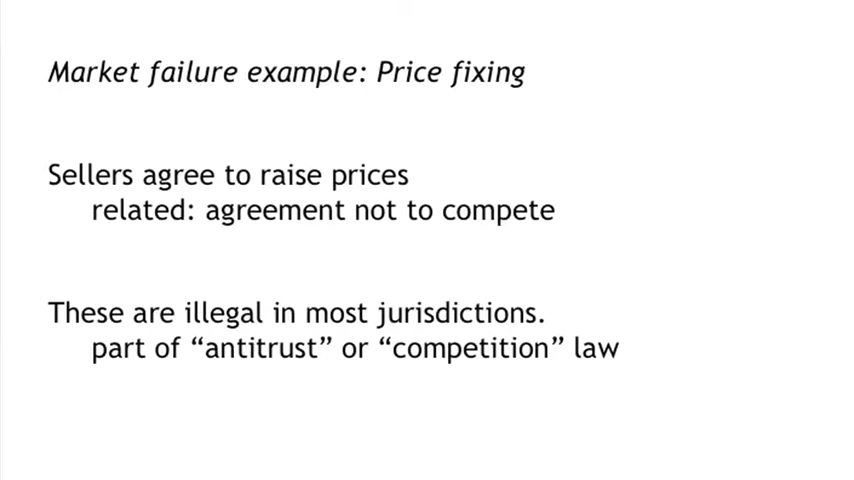 Market failure example: Price fixing
Sellers agree to raise prices
related: agreement not to compete
These are illegal in most jurisdictions.
part of “antitrust” or “competition” law